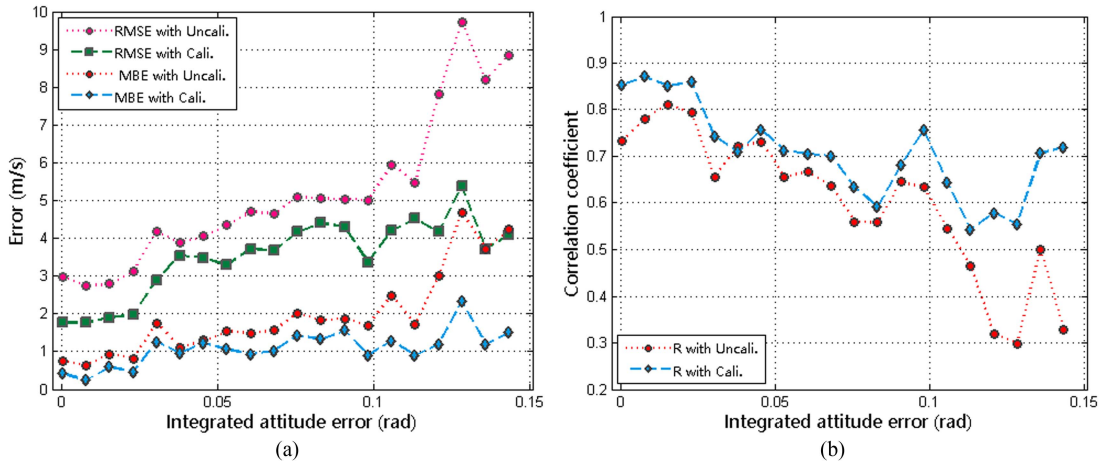 RMSE with Uncali.
RMSE with Cali.
MBE with Uncali.
MBE with Cali.
10
9
8
7
6
5
4
3
2
1
0
Error (m/s)
0 0.05 0.1 0.15
Integrated attitude error (rad)
(a)
1
0.9
0.8
0.7
0.6
0.5
0.4
0.3
0.2
Correlation coefficient
R with Uncali.
R with Cali.
0 0.05 0.1 0.15
Integrated attitude error (rad)
(b)